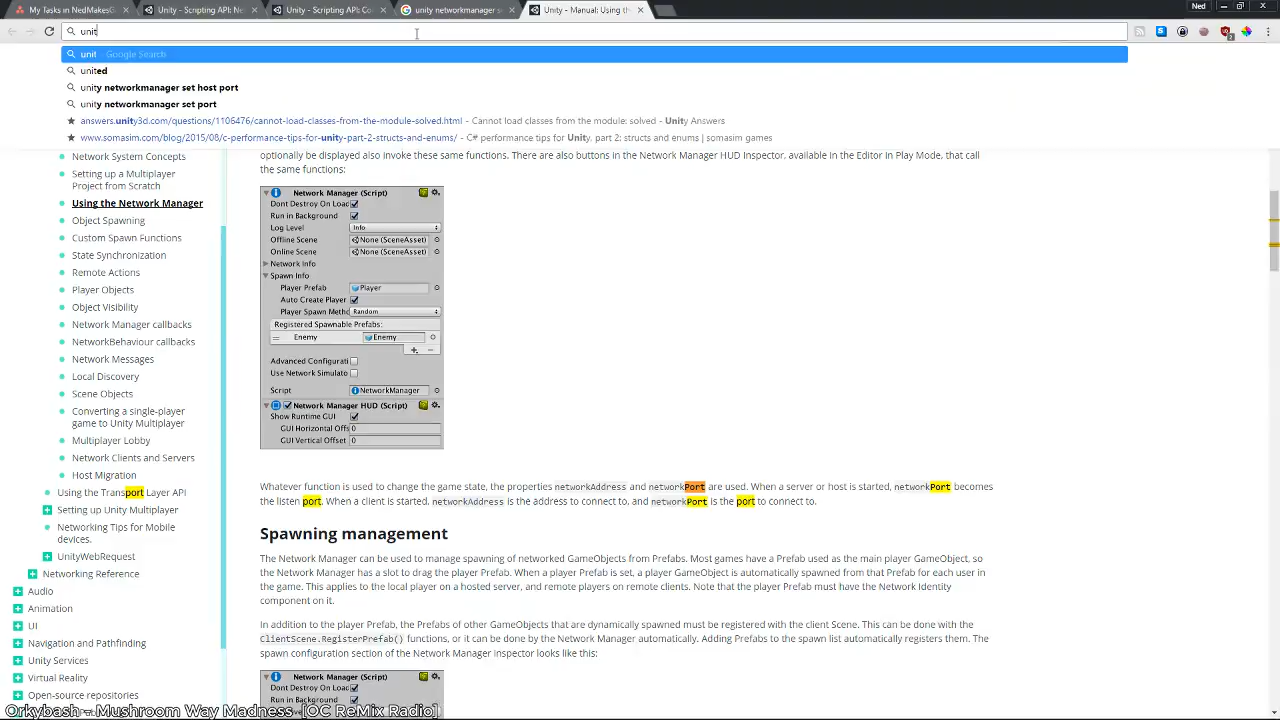 My Tasks in NedMakesG
Unity - Scripting API: Ne
Unity - Scripting API: Co
unity networkmanager s
Unity - Manual: Using th
Ned
unit
unit - Google Search
united
unity networkmanager set host port
unity networkmanager set port
answers.unity3d.com/questions/1106476/cannot-load-classes-from-the-module-solved.html - Cannot load classes from the module: solved - Unity Answers
www.somasim.com/blog/2015/08/c-performance-tips-for-unity-part-2-structs-and-enums/ - C# performance tips for Unity, part 2: structs and enums | somasim games
Network System Concepts
Setting up a Multiplayer
Project from Scratch
Using the Network Manager
Object Spawning
Custom Spawn Functions
State Synchronization
Remote Actions
Player Objects
Object Visibility
Network Manager callbacks
NetworkBehaviour callbacks
Network Messages
Local Discovery
Scene Objects
Converting a single-player
game to Unity Multiplayer
Multiplayer Lobby
Network Clients and Servers
Host Migration
Using the Transport Layer API
Setting up Unity Multiplayer
Networking Tips for Mobile
devices.
UnityWebRequest
Networking Reference
Audio
Animation
UI
Navigation and Pathfinding
Unity Services
Virtual Reality
Open-source repositories
optionally be displayed also invoke these same functions. There are also buttons in the Network Manager HUD Inspector, available in the Editor in Play Mode, that call
the same functions:
Network Manager (Script)
Dont Destroy On Load
Run in Background
Log Level Info
Offline Scene None (SceneAsset)
Online Scene None (SceneAsset)
Network Info
Spawn Info
Player Prefab Player
Auto Create Player
Player Spawn Methc Random
Registered Spawnable Prefabs:
Enemy Enemy
Advanced Configurati
Use Network Simulato
Script NetworkManager
Network Manager HUD (Script)
Show Runtime GUI
GUI Horizontal Offs 0
GUI Vertical Offset 0
Whatever function is used to change the game state, the properties networkAddress and networkPort are used. When a server or host is started, networkPort becomes
the listen port. When a client is started, networkAddress is the address to connect to, and networkPort is the port to connect to.
Spawning management
The Network Manager can be used to manage spawning of networked GameObjects from Prefabs. Most games have a Prefab used as the main player GameObject, so
the Network Manager has a slot to drag the player Prefab. When a player Prefab is set, a player GameObject is automatically spawned from that Prefab for each user in
the game. This applies to the local player on a hosted server, and remote players on remote clients. Note that the player Prefab must have the Network Identity
component on it.
In addition to the player Prefab, the Prefabs of other GameObjects that are dynamically spawned must be registered with the client Scene. This can be done with the
ClientScene.RegisterPrefab() functions, or it can be done by the Network Manager automatically. Adding Prefabs to the spawn list automatically registers them. The
spawn configuration section of the Network Manager Inspector looks like this:
Network Manager (Script)
Dont Destroy On Load
Run in Background
Orkybash - Mushroom Way Madness [OC ReMix Radio]